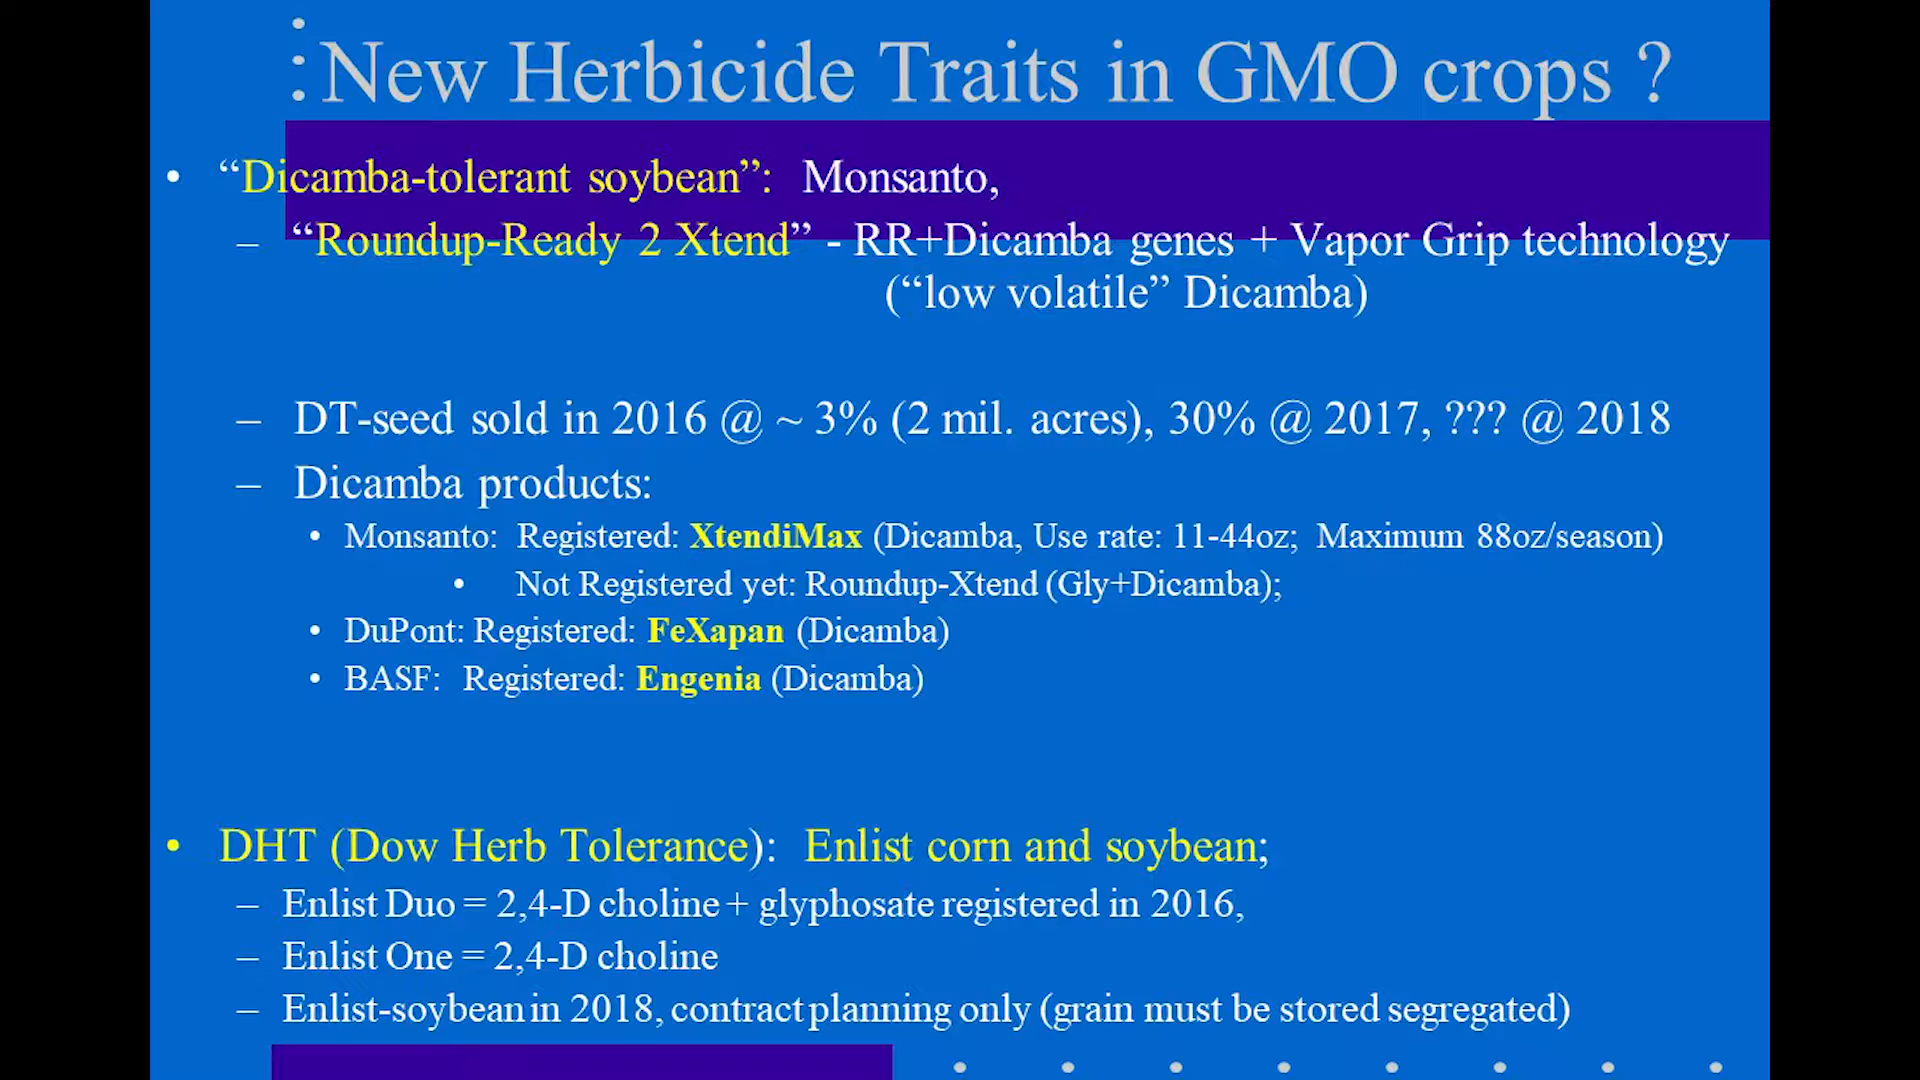 New Herbicide Traits in GMO crops ?
• “Dicamba-tolerant soybean”: Monsanto,
– “Roundup-Ready 2 Xtend” - RR+Dicamba genes + Vapor Grip technology
(“low volatile” Dicamba)
– DT-seed sold in 2016 @ ~ 3% (2 mil. acres), 30% @ 2017, ??? @ 2018
– Dicamba products:
• Monsanto: Registered: XtendiMax (Dicamba, Use rate: 11-44oz; Maximum 88oz/season)
• Not Registered yet: Roundup-Xtend (Gly+Dicamba);
• DuPont: Registered: FeXapan (Dicamba)
• BASF: Registered: Engenia (Dicamba)
• DHT (Dow Herb Tolerance): Enlist corn and soybean;
– Enlist Duo = 2,4-D choline + glyphosate registered in 2016,
– Enlist One = 2,4-D choline
– Enlist-soybean in 2018, contract planning only (grain must be stored segregated)